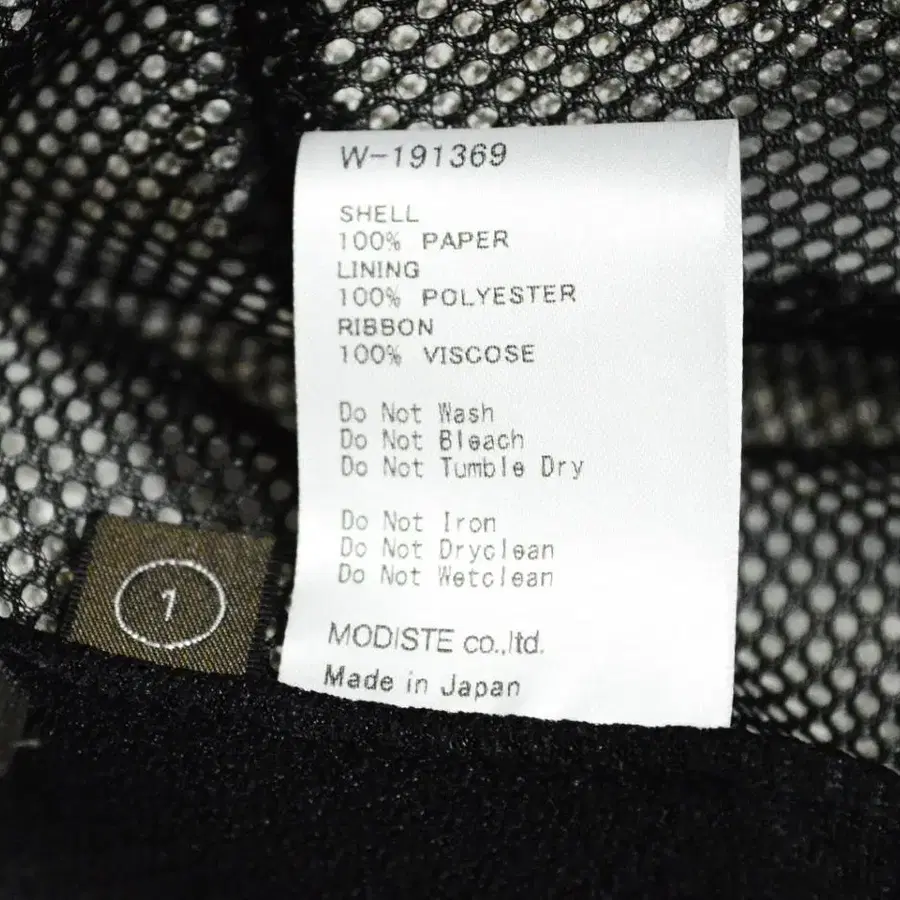 W-191369
SHELL
100% PAPER
LINING
100% POLYESTER
RIBBON
100% VISCOSE
Do Not Wash
Do Not Bleach
Do Not Tumble Dry
Do Not Iron
Do Not Dryclean
Do Not Wetclean
MODISTE co.,ltd.
Made in Japan
1